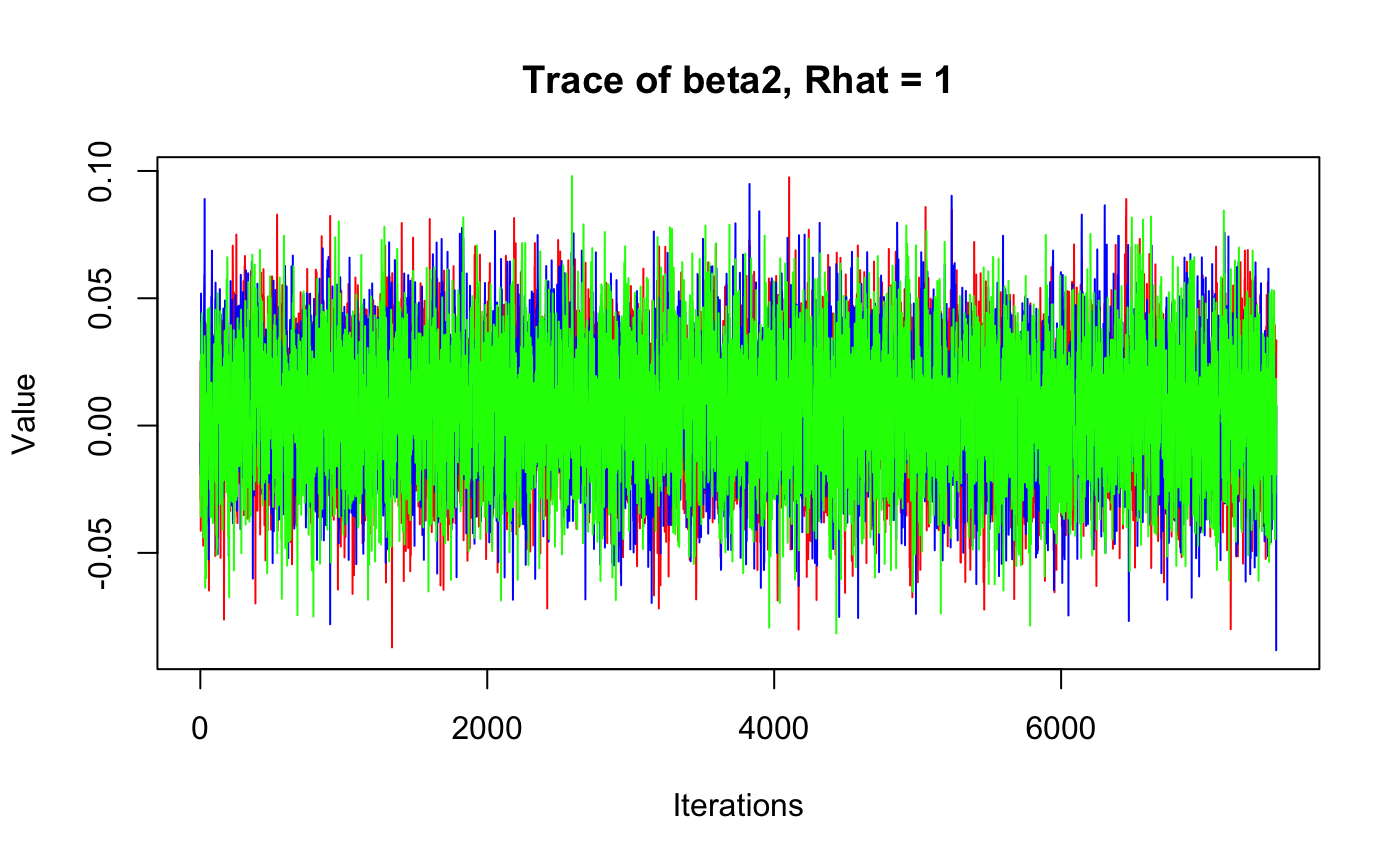 Trace of beta2, Rhat = 1
Value
0.10
0.05
0.00
-0.05
0 2000 4000 6000
Iterations